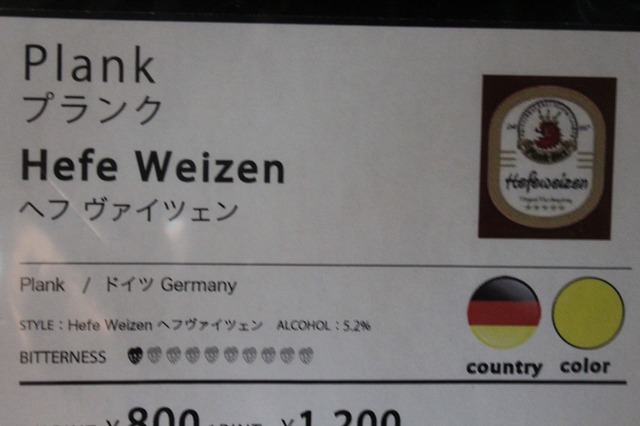 Plank
プランク
Hefe Weizen
ヘフ ヴァイツェン
Hefeweizen
Plank / ドイツ Germany
STYLE : Hefe Weizen ヘフヴァイツェン ALCOHOL : 5.2%
BITTERNESS
country color
¥800 ¥1,200